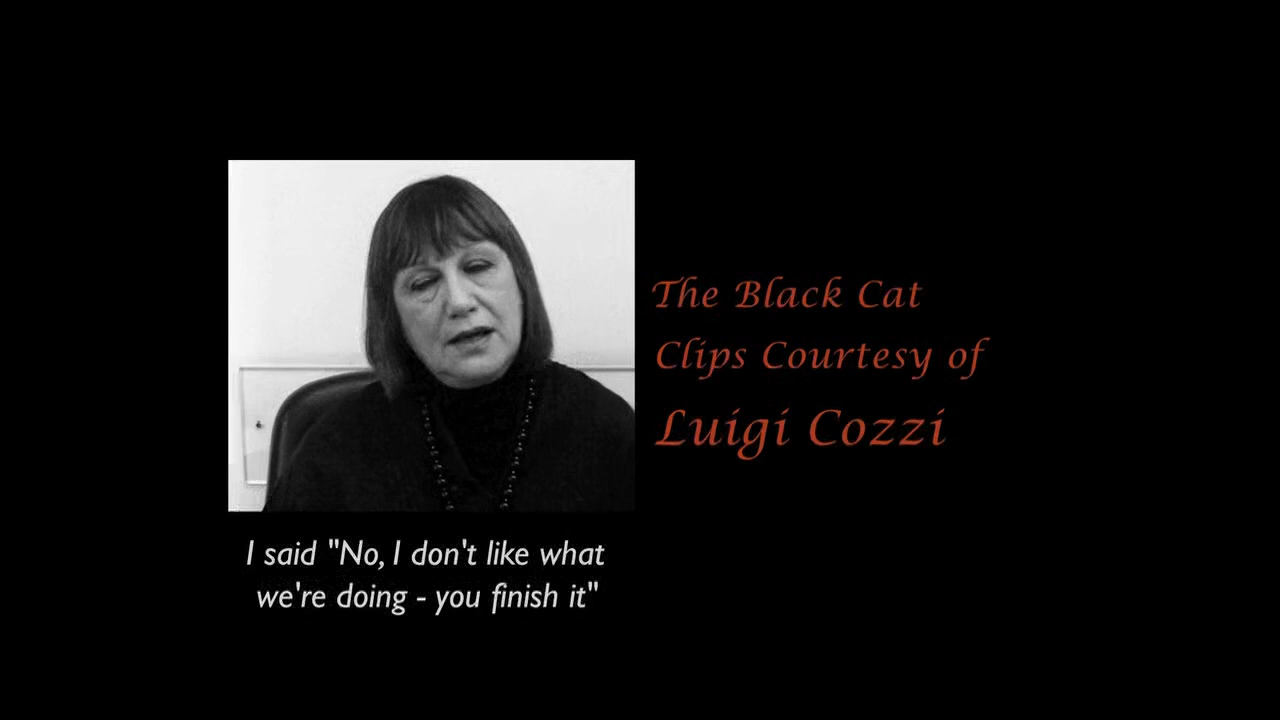 The Black Cat
Clips Courtesy of
Luigi Cozzi
I said "No, I don't like what
we're doing - you finish it"